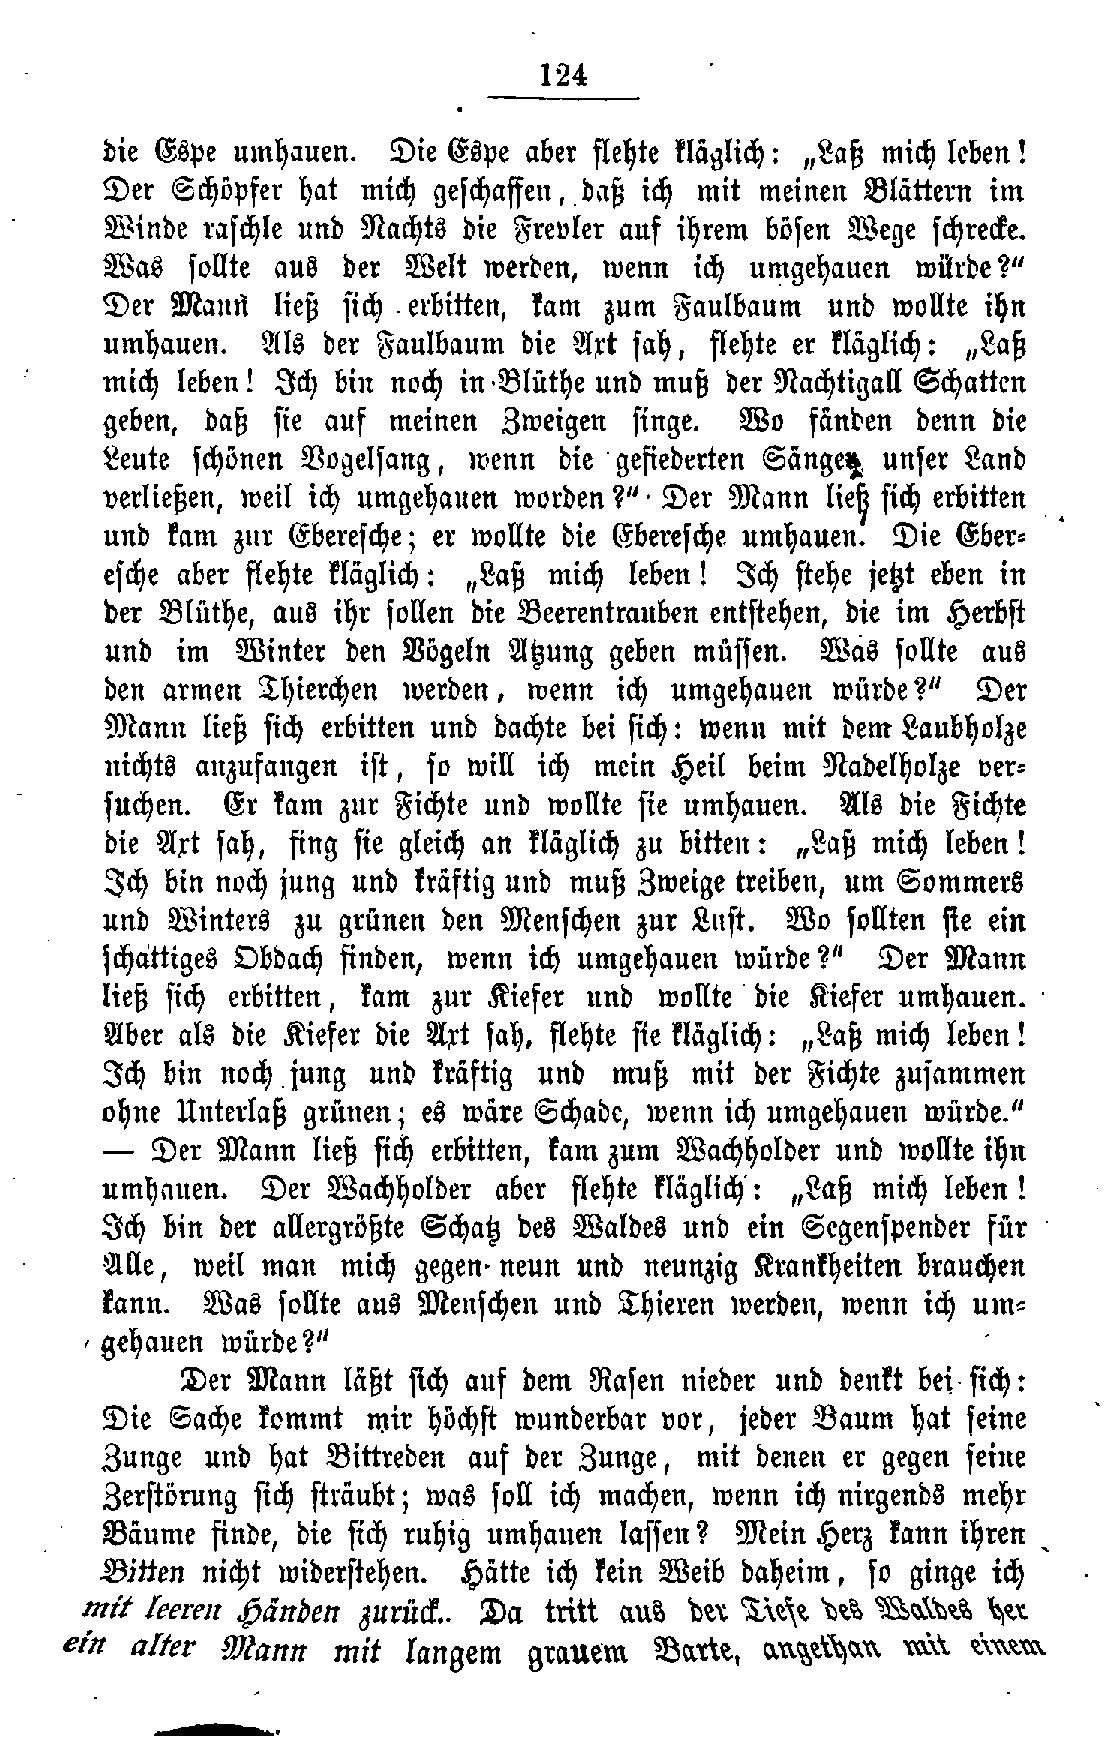 124
die Espe umhauen. Die Espe aber flehte kläglich: „Laß mich leben!
Der Schöpfer hat mich geschaffen, daß ich mit meinen Blättern im
Winde raschle und Nachts die Frevler auf ihrem bösen Wege schrecke.
Was sollte aus der Welt werden, wenn ich umgehauen würde?“
Der Mann ließ sich erbitten, kam zum Faulbaum und wollte ihn
umhauen. Als der Faulbaum die Axt sah, flehte er kläglich: „Laß
mich leben! Ich bin noch in Blüthe und muß der Nachtigall Schatten
geben, daß sie auf meinen Zweigen singe. Wo fänden denn die
Leute schönen Vogelsang, wenn die gefiederten Sänger unser Land
verließen, weil ich umgehauen worden?“ Der Mann ließ sich erbitten
und kam zur Eberesche; er wollte die Eberesche umhauen. Die Eber-
esche aber flehte kläglich: „Laß mich leben! Ich stehe jetzt eben in
der Blüthe, aus ihr sollen die Beerentrauben entstehen, die im Herbst
und im Winter den Vögeln Atzung geben müssen. Was sollte aus
den armen Thierchen werden, wenn ich umgehauen würde?“ Der
Mann ließ sich erbitten und dachte bei sich: wenn mit dem Laubholze
nichts anzufangen ist, so will ich mein Heil beim Nadelholze ver-
suchen. Er kam zur Fichte und wollte sie umhauen. Als die Fichte
die Axt sah, fing sie gleich an kläglich zu bitten: „Laß mich leben!
Ich bin noch jung und kräftig und muß Zweige treiben, um Sommers
und Winters zu grünen den Menschen zur Lust. Wo sollten sie ein
schattiges Obdach finden, wenn ich umgehauen würde?“ Der Mann
ließ sich erbitten, kam zur Kiefer und wollte die Kiefer umhauen.
Aber als die Kiefer die Axt sah, flehte sie kläglich: „Laß mich leben!
Ich bin noch jung und kräftig und muß mit der Fichte zusammen
ohne Unterlaß grünen; es wäre Schade, wenn ich umgehauen würde.“
— Der Mann ließ sich erbitten, kam zum Wachholder und wollte ihn
umhauen. Der Wachholder aber flehte kläglich: „Laß mich leben!
Ich bin der allergrößte Schatz des Waldes und ein Segenspender für
Alle, weil man mich gegen neun und neunzig Krankheiten brauchen
kann. Was sollte aus Menschen und Thieren werden, wenn ich um-
gehauen würde?“
Der Mann läßt sich auf dem Rasen nieder und denkt bei sich:
Die Sache kommt mir höchst wunderbar vor, jeder Baum hat seine
Zunge und hat Bittreden auf der Zunge, mit denen er gegen seine
Zerstörung sich sträubt; was soll ich machen, wenn ich nirgends mehr
Bäume finde, die sich ruhig umhauen lassen? Mein Herz kann ihren
Bitten nicht widerstehen. Hätte ich kein Weib daheim, so ginge ich
mit leeren Händen zurück. Da tritt aus der Tiefe des Waldes her
ein alter Mann mit langem grauem Barte, angethan mit einem